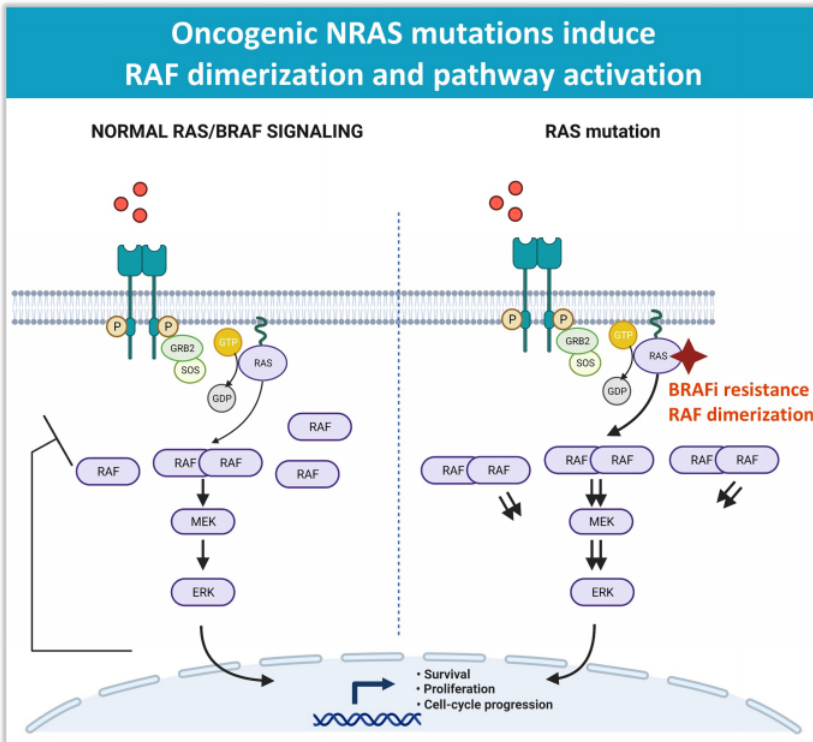 Oncogenic NRAS mutations induce
RAF dimerization and pathway activation
NORMAL RAS/BRAF SIGNALING
P
P
GRB2
SOS
GTP
GDP
RAS
RAF
RAF
RAF
RAF
RAF
MEK
ERK
RAS mutation
P
P
GRB2
SOS
GTP
GDP
RAS
BRAFi resistance
RAF dimerization
RAF
RAF
RAF
RAF
RAF
RAF
MEK
ERK
• Survival
• Proliferation
• Cell-cycle progression